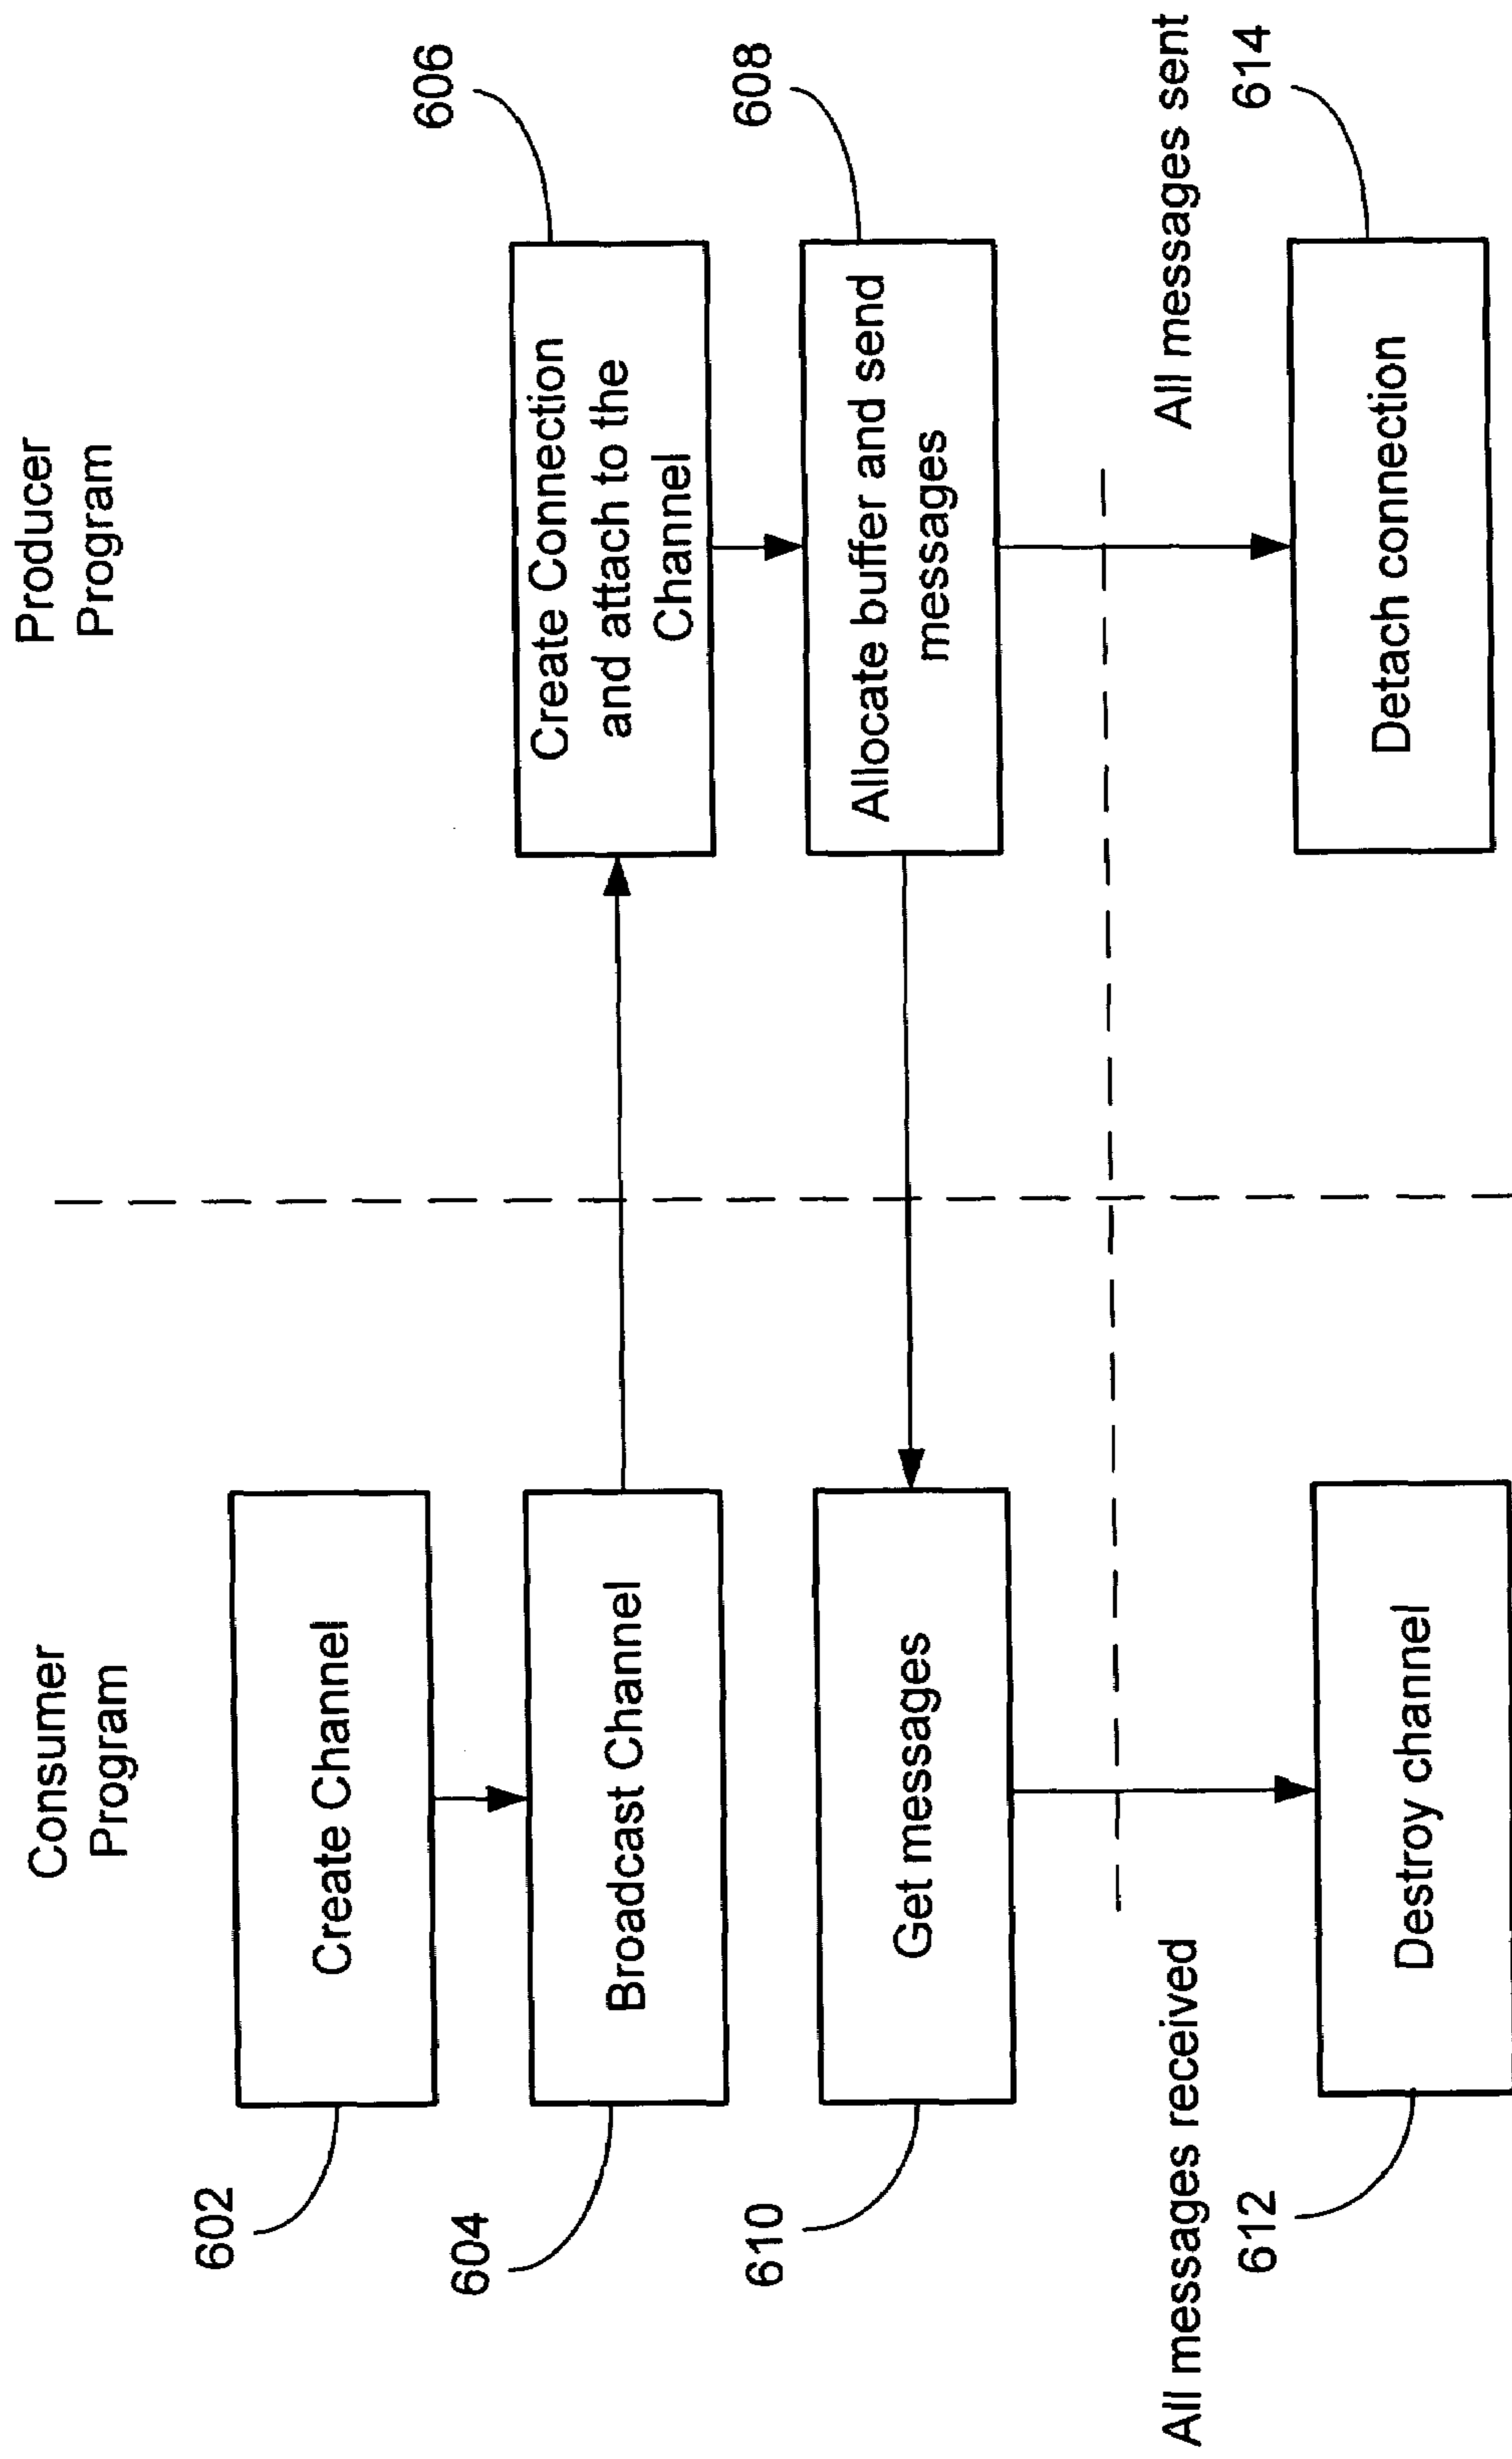 Consumer
Program
Producer
Program
602
Create Channel
604
Broadcast Channel
Create Connection
and attach to the
Channel
606
610
Get messages
Allocate buffer and send
messages
608
All messages received
All messages sent
612
Destroy channel
Detach connection
614